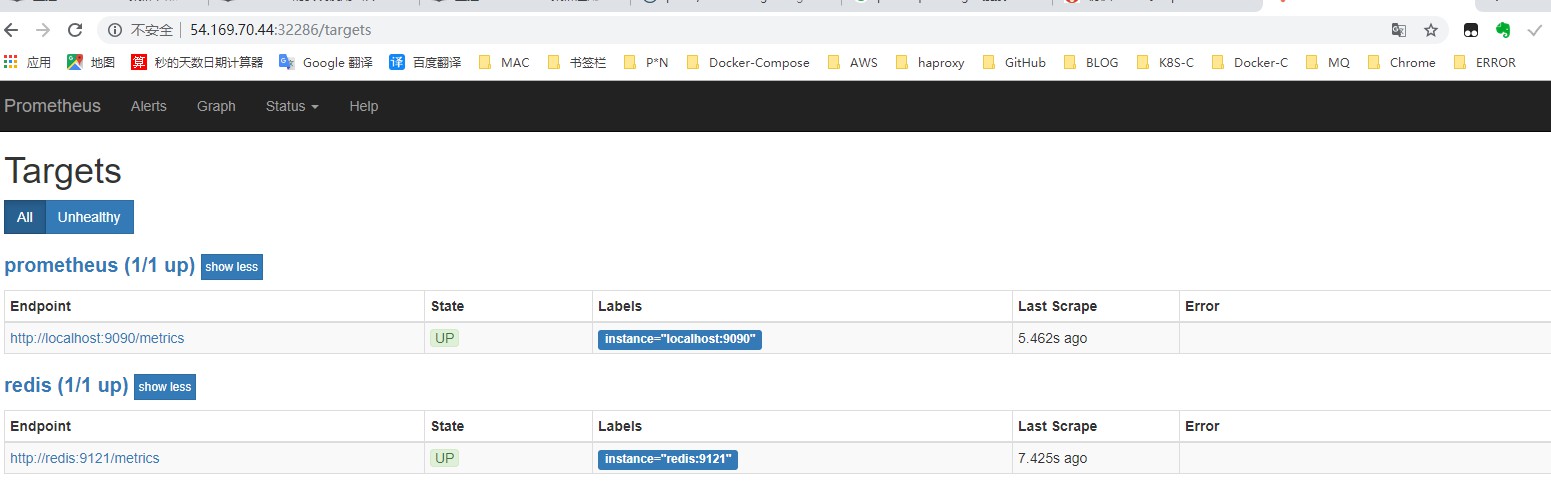 不安全 | 54.169.70.44:32286/targets
应用 地图 算 秒的天数日期计算器 Google 翻译 译 百度翻译 MAC 书签栏 P*N Docker-Compose AWS haproxy GitHub BLOG K8S-C Docker-C MQ Chrome ERROR
Prometheus Alerts Graph Status Help
Targets
All Unhealthy
prometheus (1/1 up) show less
Endpoint State Labels Last Scrape Error
http://localhost:9090/metrics UP instance="localhost:9090" 5.462s ago
redis (1/1 up) show less
Endpoint State Labels Last Scrape Error
http://redis:9121/metrics UP instance="redis:9121" 7.425s ago